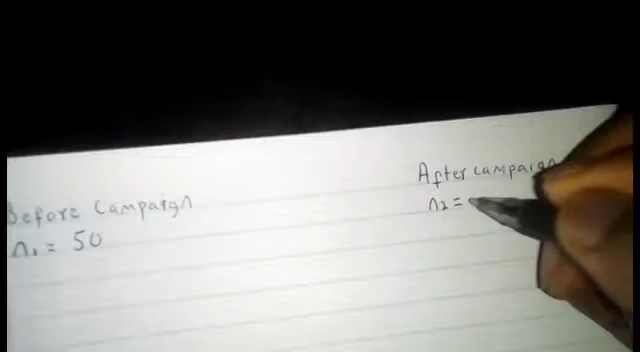 Before Campaign
n₁ = 50
After campaign
n₂ =